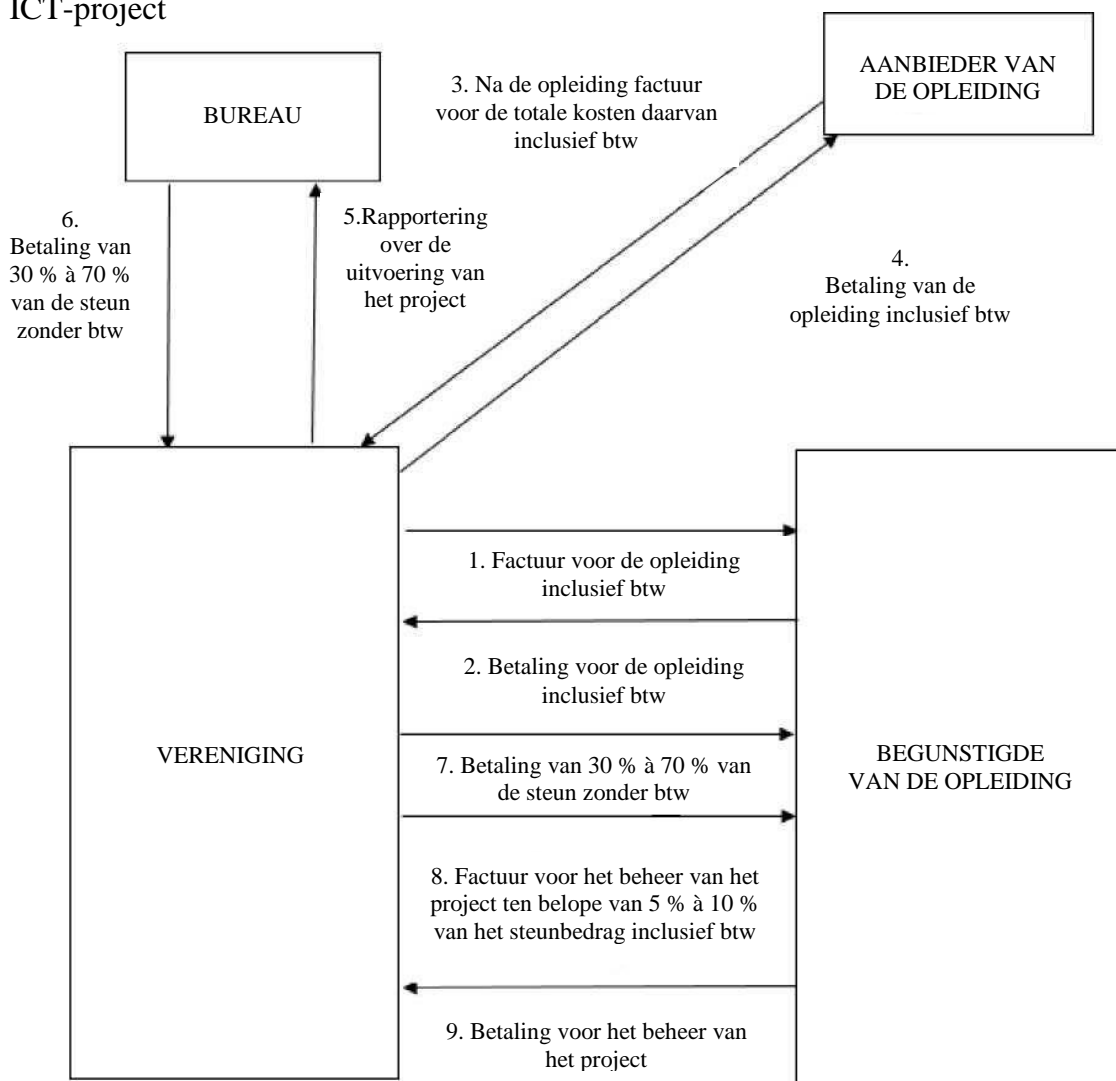 ICT-project
BUREAU
3. Na de opleiding factuur
voor de totale kosten daarvan
inclusief btw
AANBIEDER VAN
DE OPLEIDING
6.
Betaling van
30 % à 70 %
van de steun
zonder btw
5.Rapportering
over de
uitvoering van
het project
4.
Betaling van de
opleiding inclusief btw
1. Factuur voor de opleiding
inclusief btw
2. Betaling voor de opleiding
inclusief btw
VERENIGING
7. Betaling van 30 % à 70 % van
de steun zonder btw
BEGUNSTIGDE
VAN DE OPLEIDING
8. Factuur voor het beheer van het
project ten belope van 5 % à 10 %
van het steunbedrag inclusief btw
9. Betaling voor het beheer van
het project